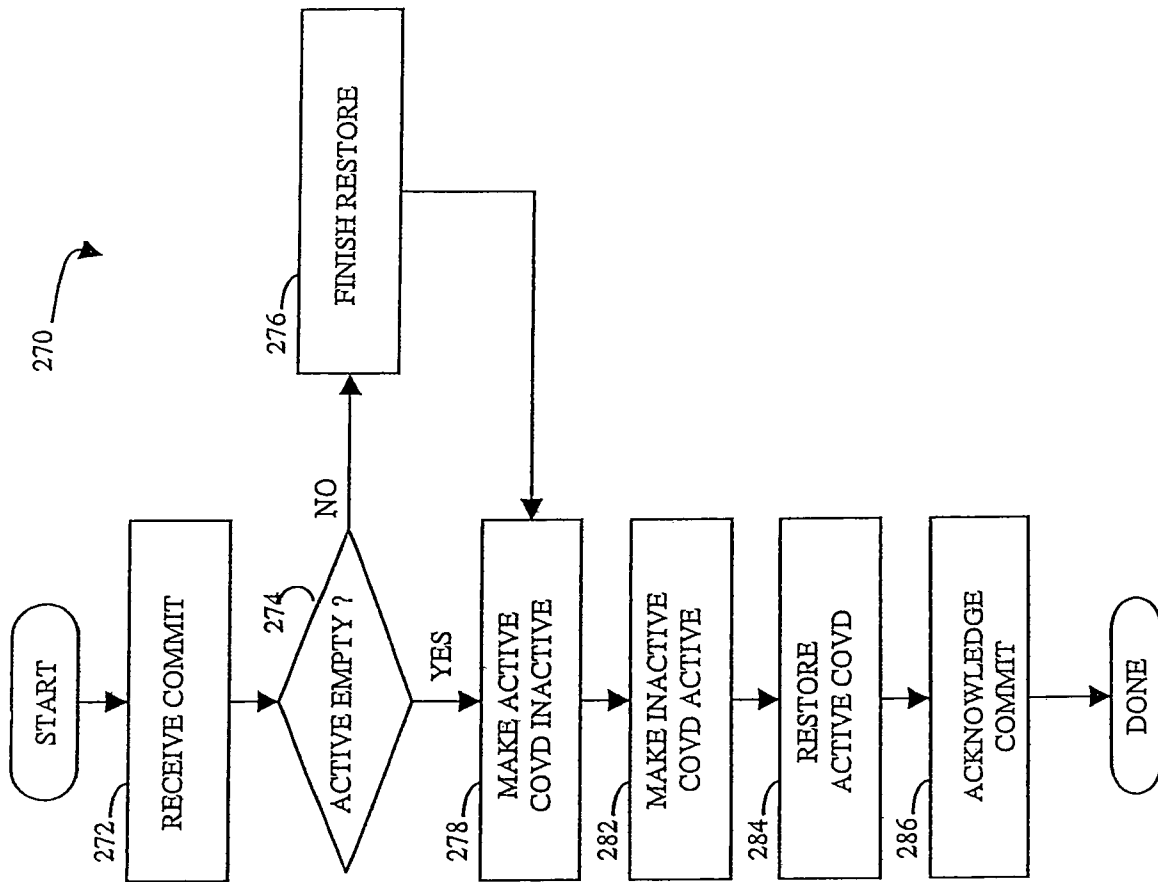 270
START
272
RECEIVE COMMIT
274
ACTIVE EMPTY ?
NO
276
FINISH RESTORE
YES
278
MAKE ACTIVE
COVD INACTIVE
282
MAKE INACTIVE
COVD ACTIVE
284
RESTORE
ACTIVE COVD
286
ACKNOWLEDGE
COMMIT
DONE